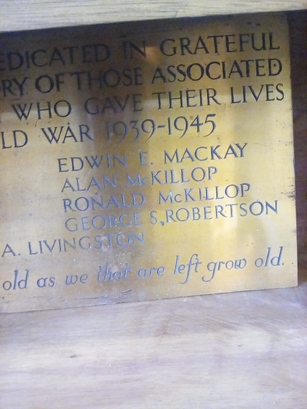 EDICATED IN GRATEFUL
RY OF THOSE ASSOCIATED
WHO GAVE THEIR LIVES
LD WAR 1939-1945
EDWIN E. MACKAY
ALAN McKILLOP
RONALD McKILLOP
GEORGE S. ROBERTSON
A. LIVINGSTON
old as we that are left grow old.